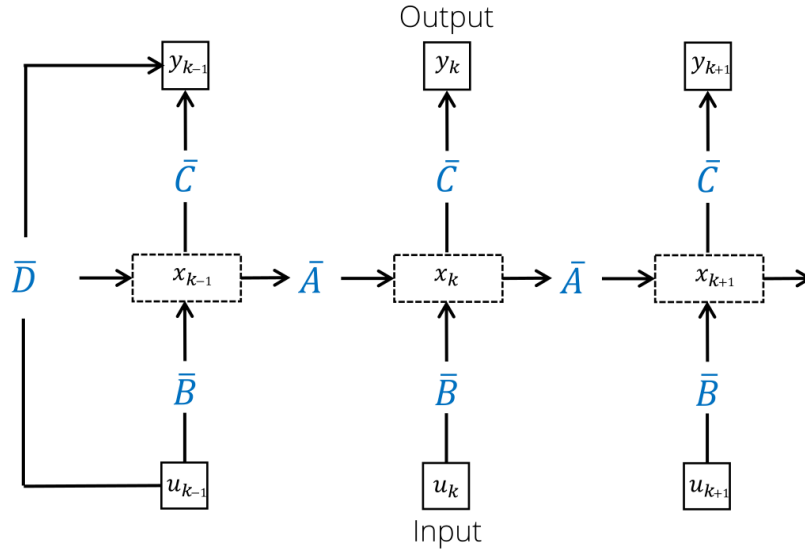 Output
y_{k-1} y_k y_{k+1}
C̄ C̄ C̄
D̄ x_{k-1} Ā x_k Ā x_{k+1}
B̄ B̄ B̄
u_{k-1} u_k u_{k+1}
Input